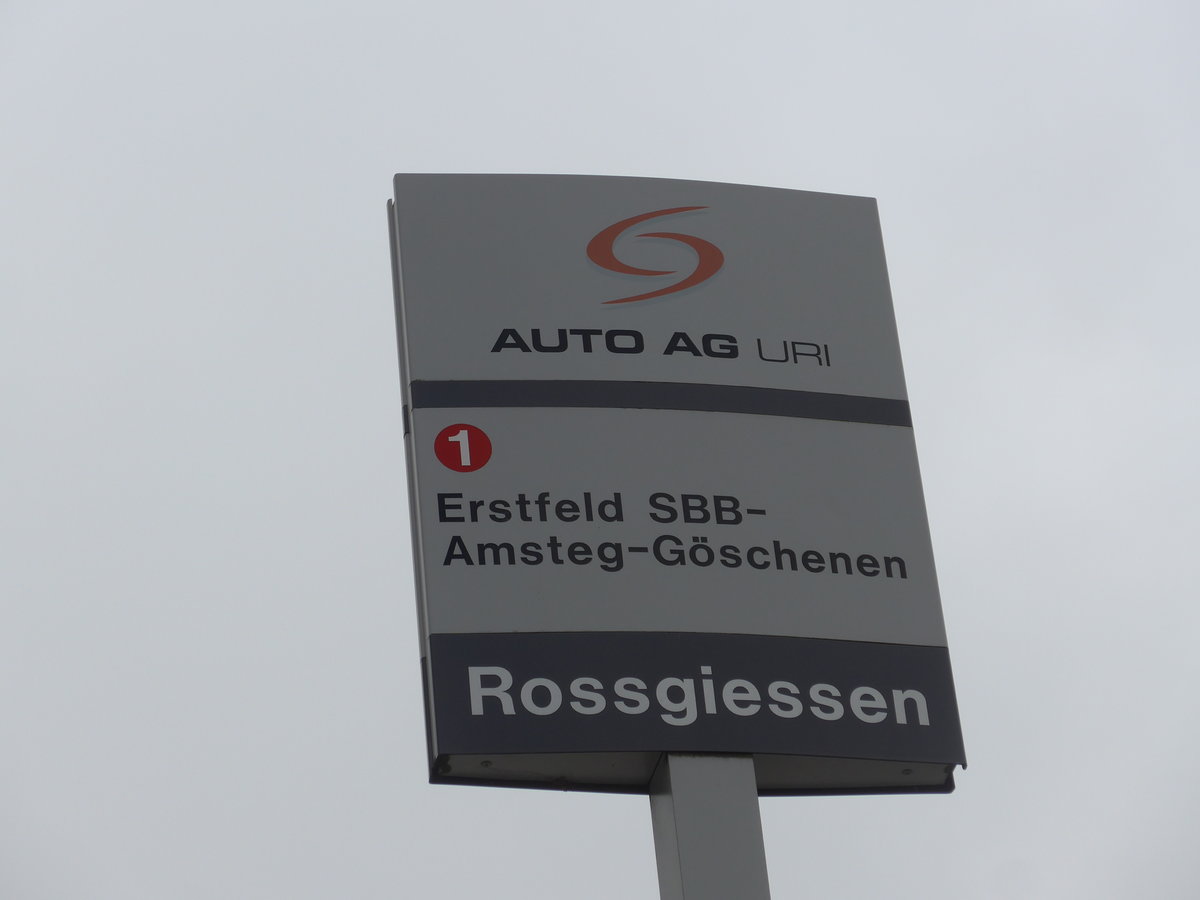 AUTO AG URI
1
Erstfeld SBB-
Amsteg-Göschenen
Rossgiessen